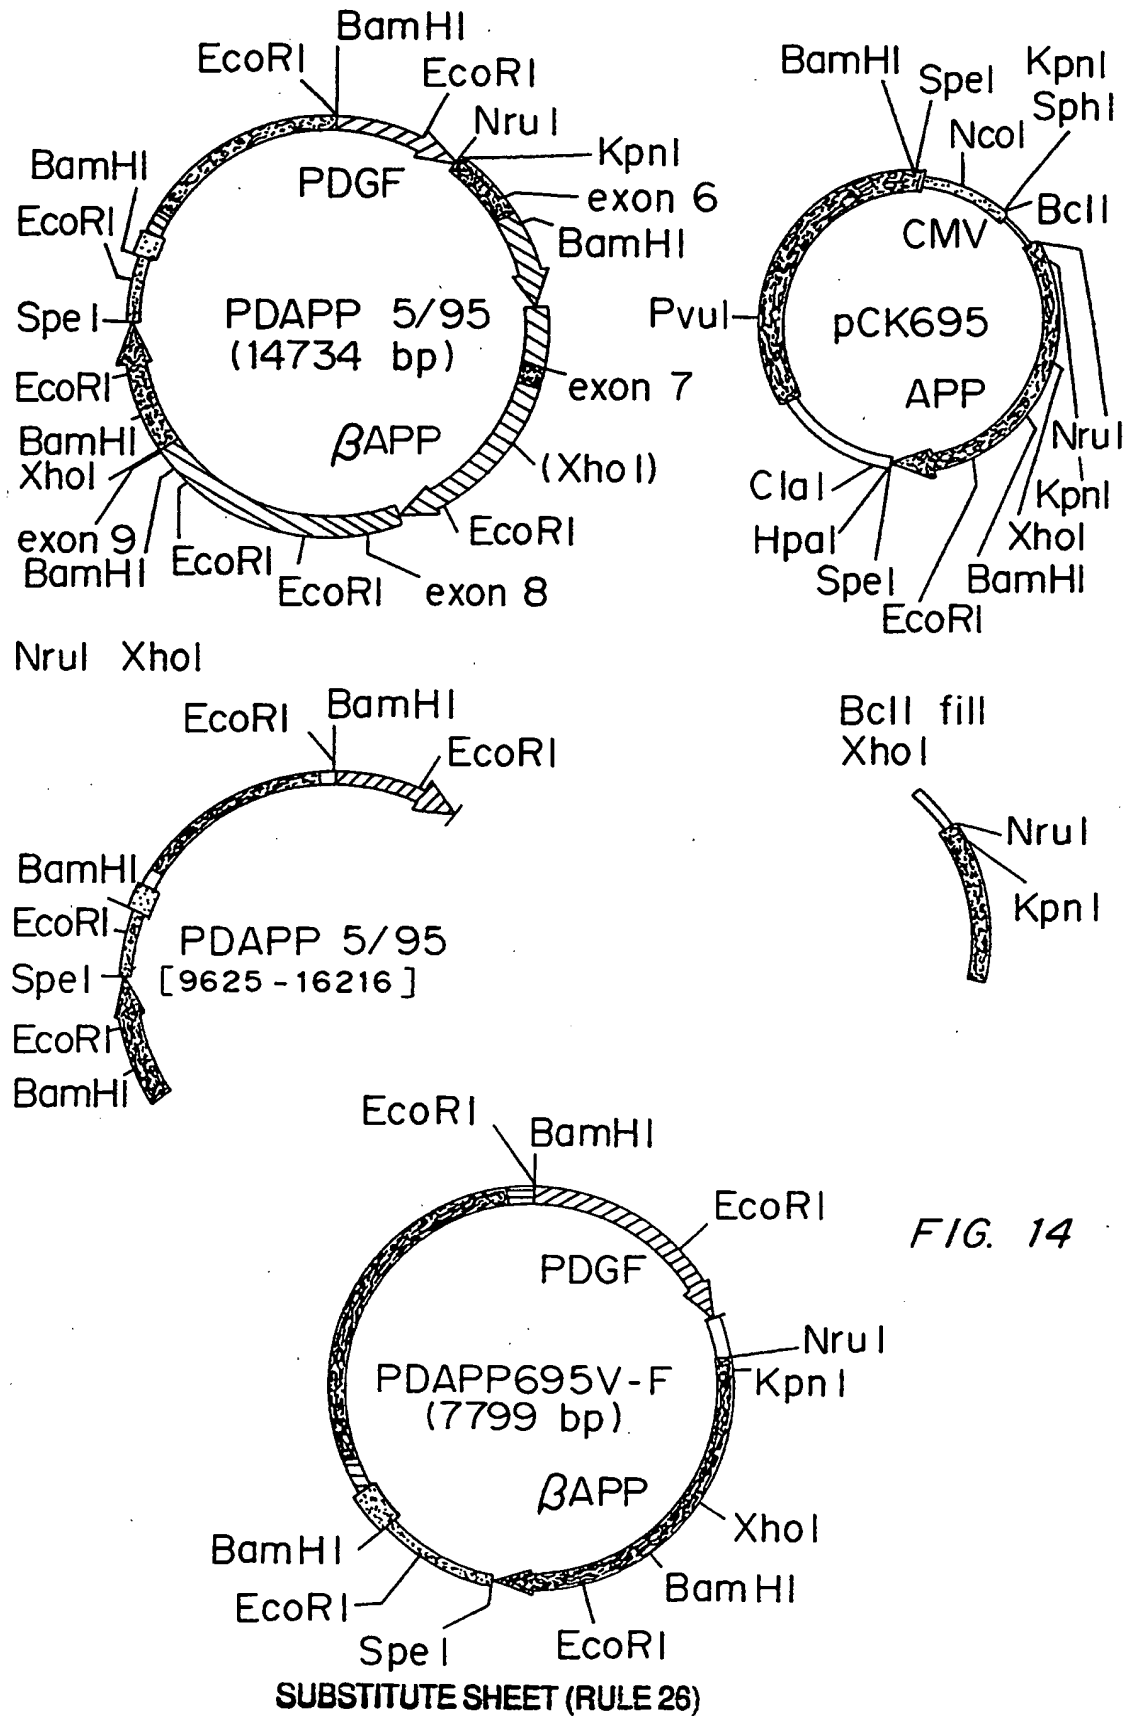 BamHI
EcoRI
EcoRI
NruI
KpnI
BamHI
PDGF
exon 6
EcoRI
BamHI
SpeI
PDAPP 5/95
(14734 bp)
EcoRI
exon 7
BamHI
βAPP
XhoI
(XhoI)
exon 9
BamHI
EcoRI
EcoRI
EcoRI
exon 8
BamHI
SpeI
KpnI
SphI
NcoI
BclI
CMV
PvuI
pCK695
APP
NruI
ClaI
KpnI
HpaI
XhoI
SpeI
BamHI
EcoRI
NruI XhoI
EcoRI
BamHI
EcoRI
BamHI
EcoRI
PDAPP 5/95
SpeI
[9625-16216]
EcoRI
BamHI
BclI fill
XhoI
NruI
KpnI
EcoRI
BamHI
EcoRI
FIG. 14
PDGF
NruI
PDAPP695V-F
KpnI
(7799 bp)
βAPP
XhoI
BamHI
BamHI
EcoRI
EcoRI
SpeI
SUBSTITUTE SHEET (RULE 26)